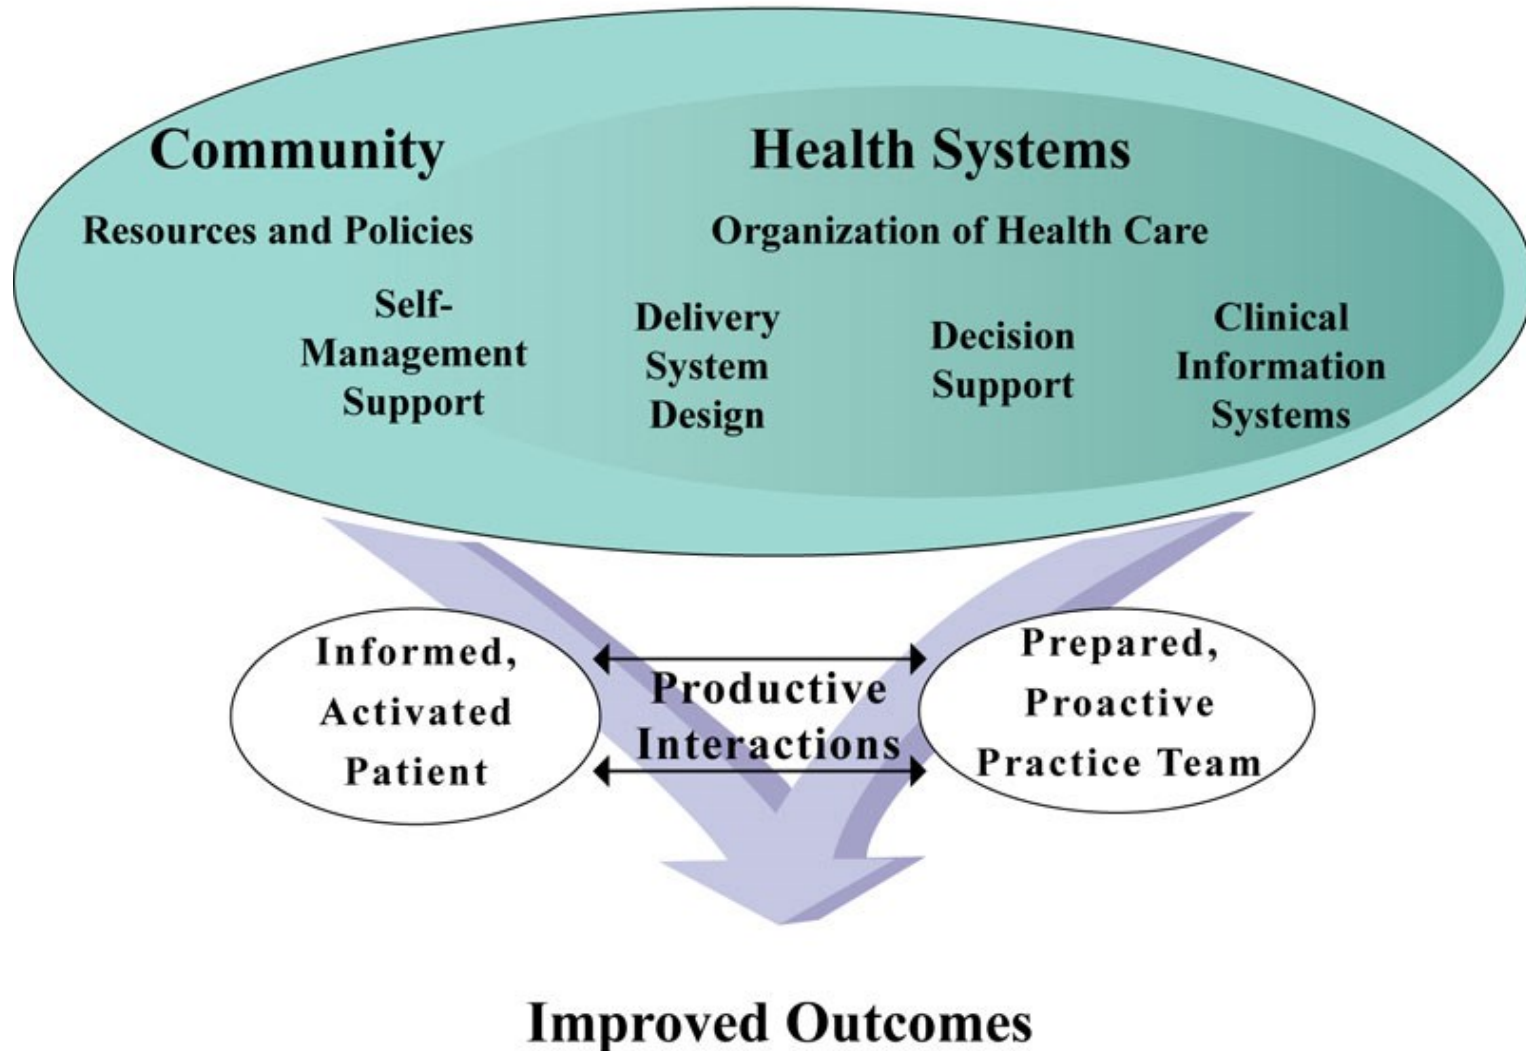 Community
Health Systems
Resources and Policies
Organization of Health Care
Self-
Management
Support
Delivery
System
Design
Decision
Support
Clinical
Information
Systems
Informed,
Activated
Patient
Productive
Interactions
Prepared,
Proactive
Practice Team
Improved Outcomes